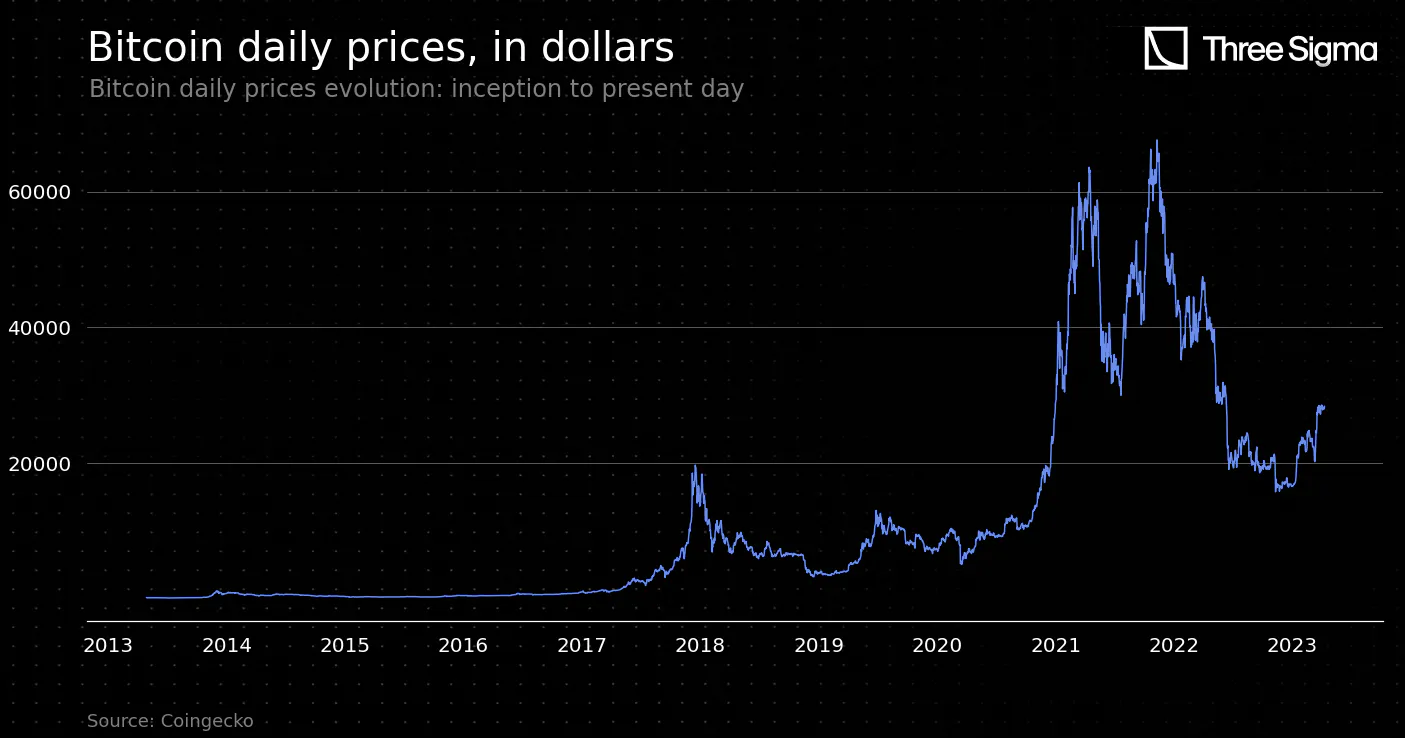 Bitcoin daily prices, in dollars
Three Sigma
Bitcoin daily prices evolution: inception to present day
60000
40000
20000
2013 2014 2015 2016 2017 2018 2019 2020 2021 2022 2023
Source: Coingecko